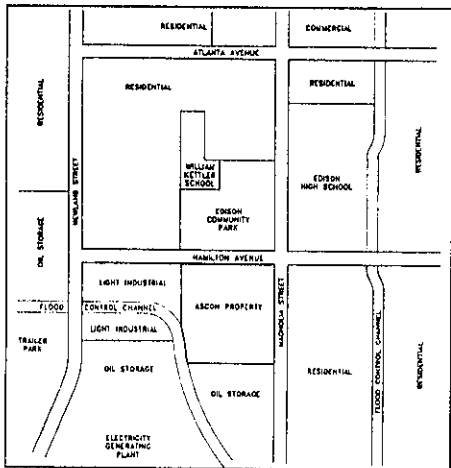 RESIDENTIAL
COMMERCIAL
ATLANTA AVENUE
RESIDENTIAL
RESIDENTIAL
RESIDENTIAL
RESIDENTIAL
WILLIAM
KETTLER
SCHOOL
EDISON
HIGH SCHOOL
NEWLAND STREET
EDISON
COMMUNITY
PARK
OIL STORAGE
HAMILTON AVENUE
LIGHT INDUSTRIAL
ASCON PROPERTY
MAGNOLIA STREET
FLOOD CONTROL CHANNEL
LIGHT INDUSTRIAL
TRAILER
PARK
OIL STORAGE
OIL STORAGE
RESIDENTIAL
FLOOD CONTROL CHANNEL
RESIDENTIAL
ELECTRICITY
GENERATING
PLANT